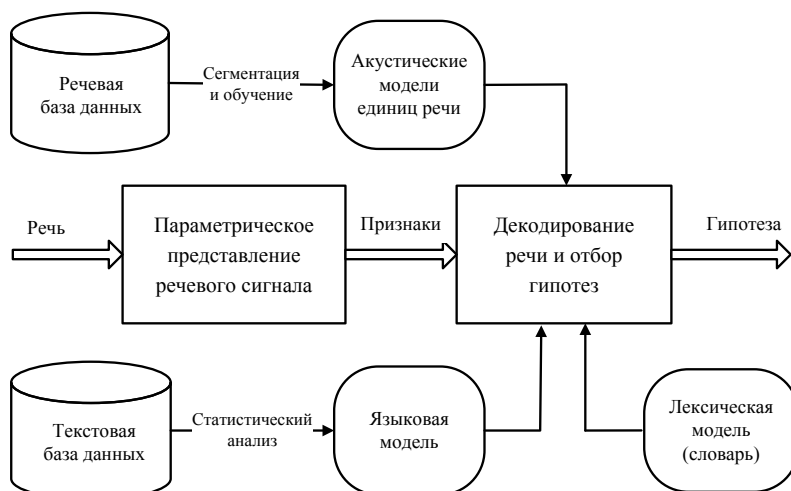 Речевая
база данных
Сегментация
и обучение
Акустические
модели
единиц речи
Речь
Параметрическое
представление
речевого сигнала
Признаки
Декодирование
речи и отбор
гипотез
Гипотеза
Текстовая
база данных
Статистический
анализ
Языковая
модель
Лексическая
модель
(словарь)